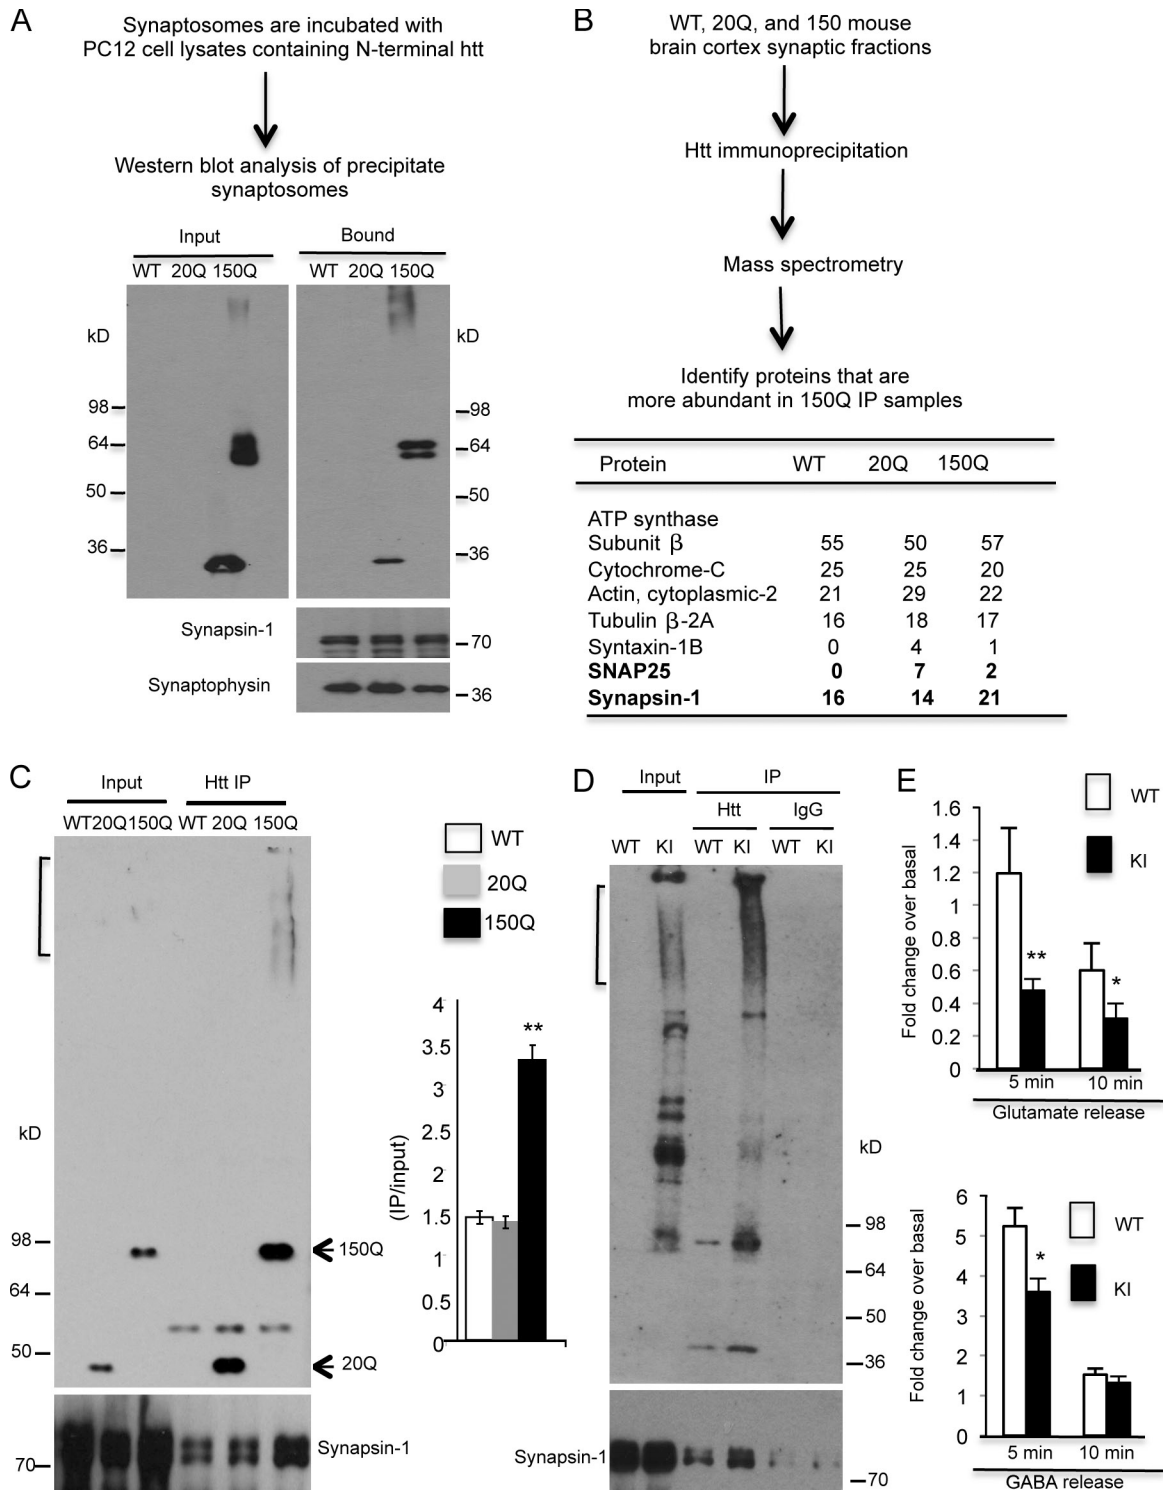 A
Synaptosomes are incubated with
PC12 cell lysates containing N-terminal htt
Western blot analysis of precipitate
synaptosomes
Input
Bound
WT 20Q 150Q
WT 20Q 150Q
kD
kD
98
98
64
64
50
50
36
36
Synapsin-1
70
Synaptophysin
36
B
WT, 20Q, and 150 mouse
brain cortex synaptic fractions
Htt immunoprecipitation
Mass spectrometry
Identify proteins that are
more abundant in 150Q IP samples
Protein WT 20Q 150Q
ATP synthase
Subunit β 55 50 57
Cytochrome-C 25 25 20
Actin, cytoplasmic-2 21 29 22
Tubulin β-2A 16 18 17
Syntaxin-1B 0 4 1
SNAP25 0 7 2
Synapsin-1 16 14 21
C
Input
Htt IP
WT20Q150Q WT 20Q 150Q
kD
98
64
50
150Q
20Q
Synapsin-1
70
WT
20Q
150Q
4
3.5
3
2.5
2
1.5
1
0.5
0
(IP/input)
**
D
Input
IP
Htt
IgG
WT KI WT KI WT KI
kD
98
64
50
36
Synapsin-1
70
E
WT
KI
Fold change over basal
1.6
1.4
1.2
1
0.8
0.6
0.4
0.2
0
**
*
5 min
10 min
Glutamate release
Fold change over basal
6
5
4
3
2
1
0
WT
KI
*
5 min
10 min
GABA release